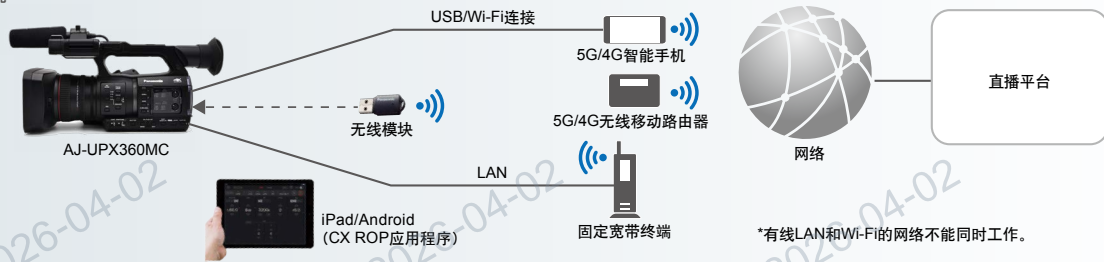 USB/Wi-Fi连接
5G/4G智能手机
直播平台
无线模块
5G/4G无线移动路由器
AJ-UPX360MC
网络
LAN
iPad/Android
（CX ROP应用程序）
固定宽带终端
*有线LAN和Wi-Fi的网络不能同时工作。
Panasonic
026-04-02
2026-04-02
026-04-02